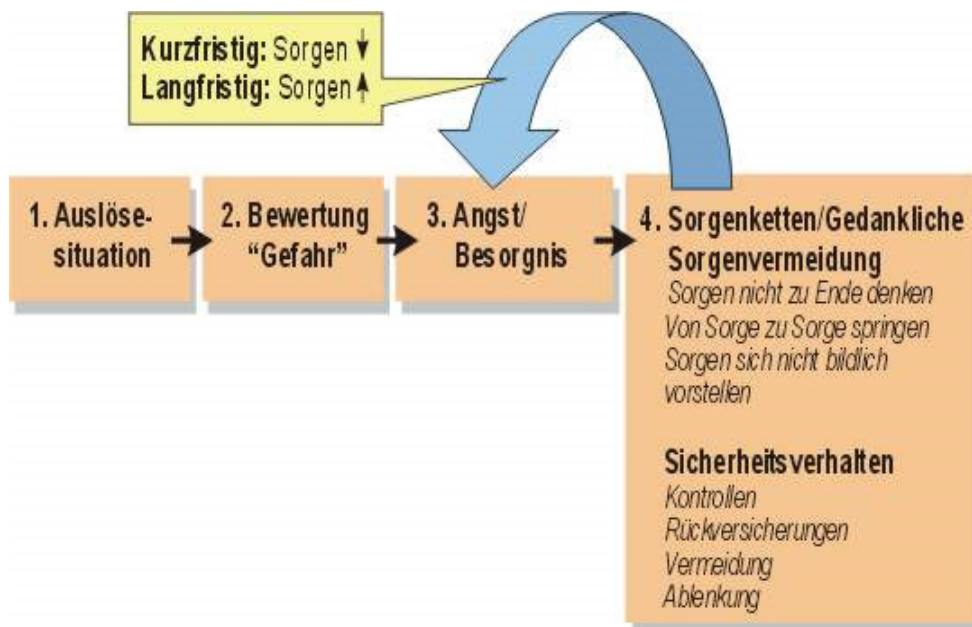 Kurzfristig: Sorgen ↓
Langfristig: Sorgen ↑
1. Auslöse-
situation
2. Bewertung
"Gefahr"
3. Angst/
Besorgnis
4. Sorgenketten/Gedankliche
Sorgenvermeidung
Sorgen nicht zu Ende denken
Von Sorge zu Sorge springen
Sorgen sich nicht bildlich
vorstellen
Sicherheitsverhalten
Kontrollen
Rückversicherungen
Vermeidung
Ablenkung